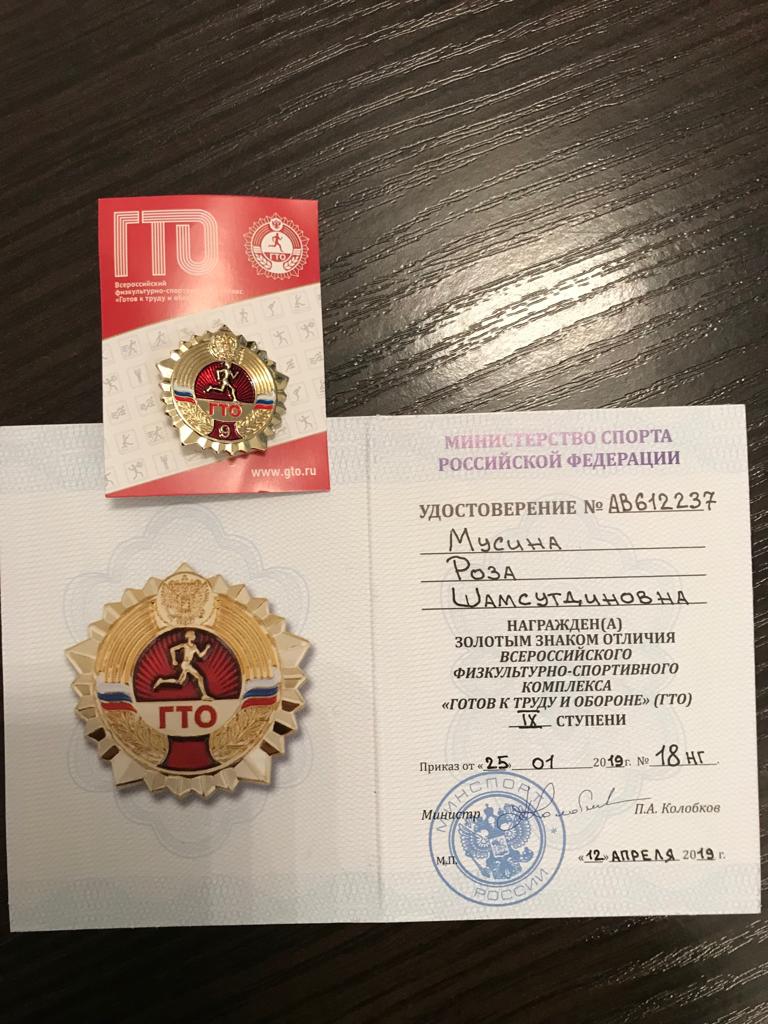 ГТО
ГТО
Всероссийский
физкультурно-спортивный комплекс
«Готов к труду и обороне»
ГТО
9
www.gto.ru
ГТО
МИНИСТЕРСТВО СПОРТА
РОССИЙСКОЙ ФЕДЕРАЦИИ
УДОСТОВЕРЕНИЕ № АВ612237
Мусина
Роза
Шамсутдиновна
НАГРАЖДЕН(А)
ЗОЛОТЫМ ЗНАКОМ ОТЛИЧИЯ
ВСЕРОССИЙСКОГО
ФИЗКУЛЬТУРНО-СПОРТИВНОГО
КОМПЛЕКСА
«ГОТОВ К ТРУДУ И ОБОРОНЕ» (ГТО)
IX СТУПЕНИ
Приказ от «25» 01 2019г. № 18 нг.
Министр П.А. Колобков
МИНСПОРТ РОССИИ
М.П. «12» АПРЕЛЯ 2019 г.